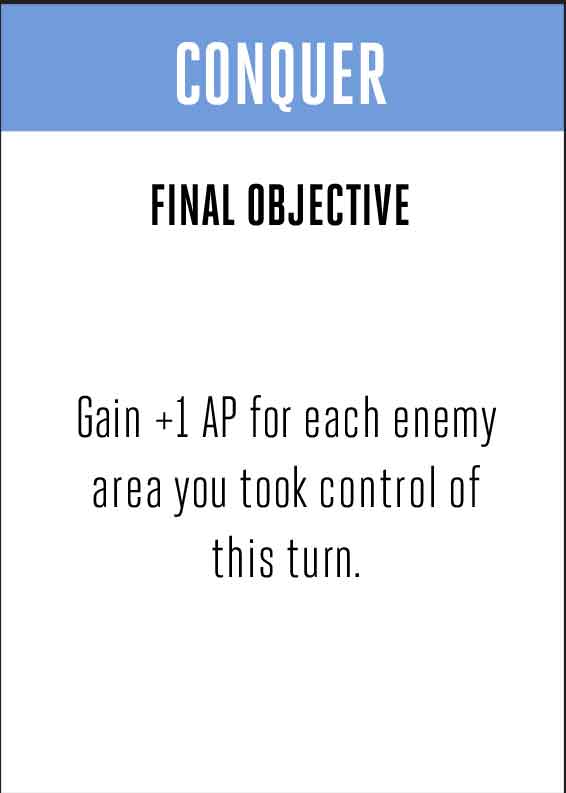 CONQUER
FINAL OBJECTIVE
Gain +1 AP for each enemy
area you took control of
this turn.